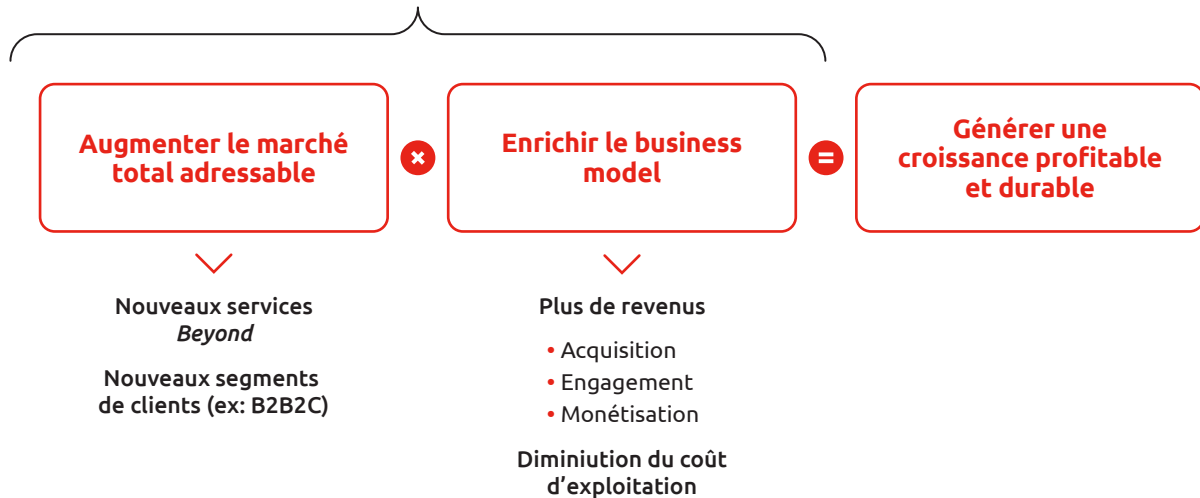 Augmenter le marché
total adressable
×
Enrichir le business
model
=
Générer une
croissance profitable
et durable
Nouveaux services
Beyond
Nouveaux segments
de clients (ex: B2B2C)
Plus de revenus
• Acquisition
• Engagement
• Monétisation
Diminiution du coût
d'exploitation